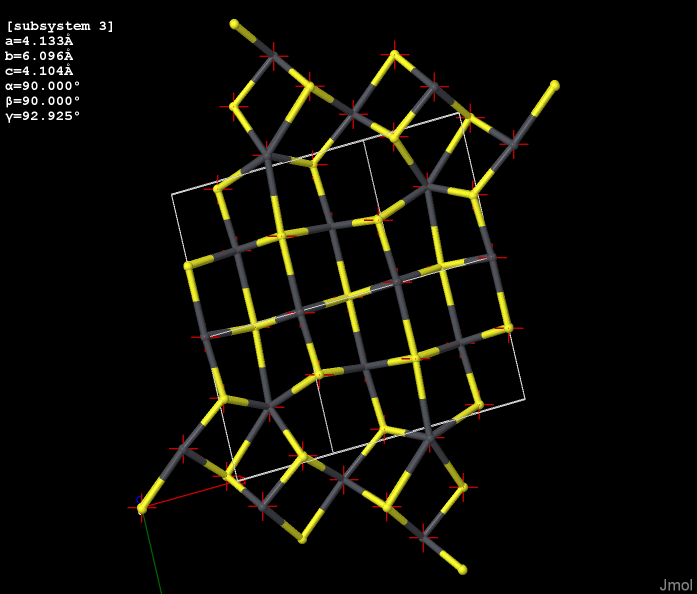 [subsystem 3]
a=4.133Å
b=6.096Å
c=4.104Å
α=90.000°
β=90.000°
γ=92.925°
Jmol